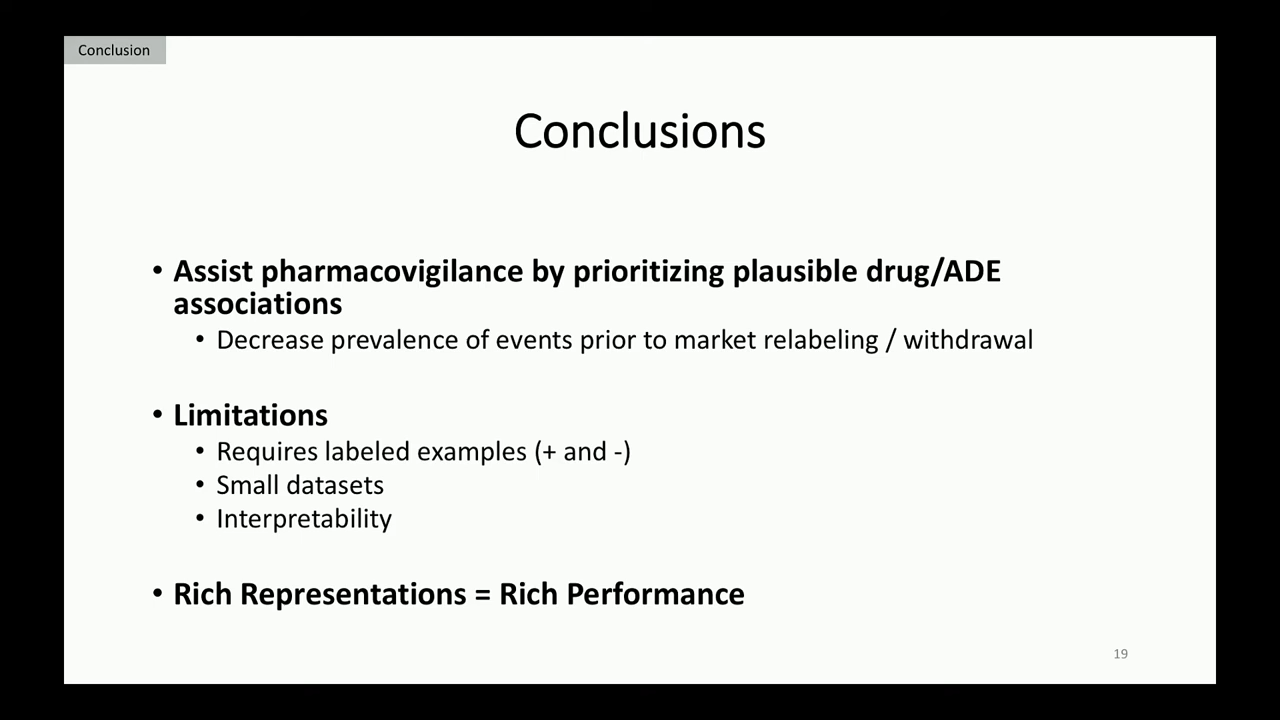 Conclusion
Conclusions
• Assist pharmacovigilance by prioritizing plausible drug/ADE
associations
• Decrease prevalence of events prior to market relabeling / withdrawal
• Limitations
• Requires labeled examples (+ and -)
• Small datasets
• Interpretability
• Rich Representations = Rich Performance
19